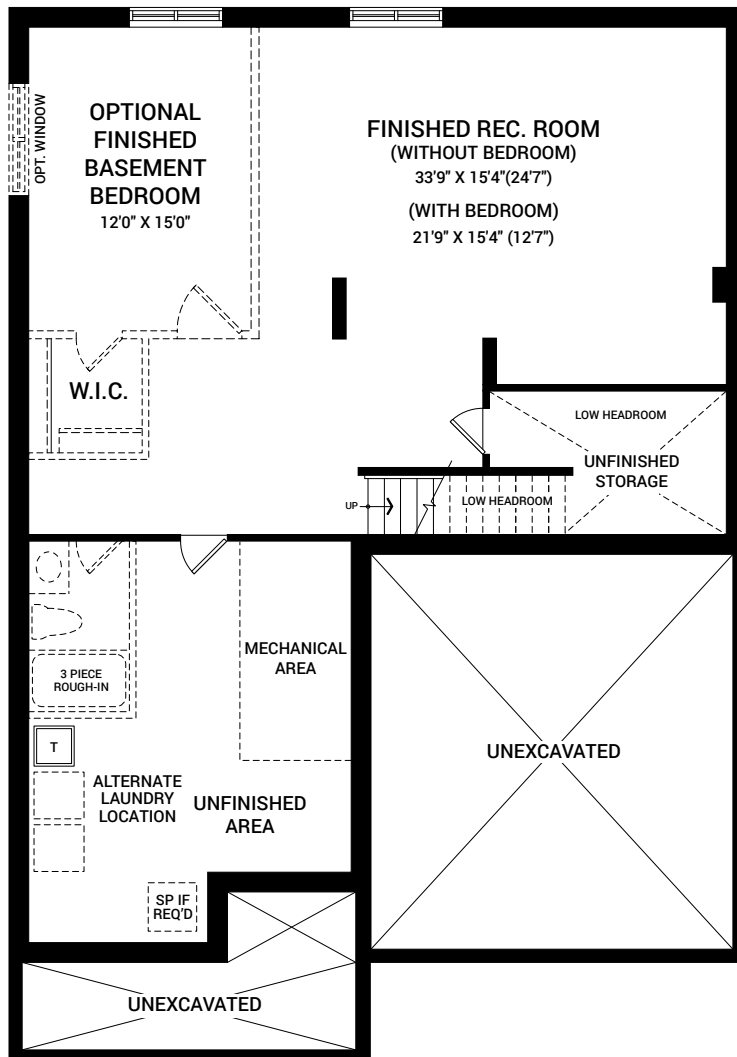 OPT. WINDOW
OPTIONAL
FINISHED
BASEMENT
BEDROOM
12'0" X 15'0"
FINISHED REC. ROOM
(WITHOUT BEDROOM)
33'9" X 15'4"(24'7")
(WITH BEDROOM)
21'9" X 15'4" (12'7")
W.I.C.
LOW HEADROOM
UNFINISHED
STORAGE
UP
LOW HEADROOM
3 PIECE
ROUGH-IN
MECHANICAL
AREA
T
ALTERNATE
LAUNDRY
LOCATION
UNFINISHED
AREA
SP IF
REQ'D
UNEXCAVATED
UNEXCAVATED